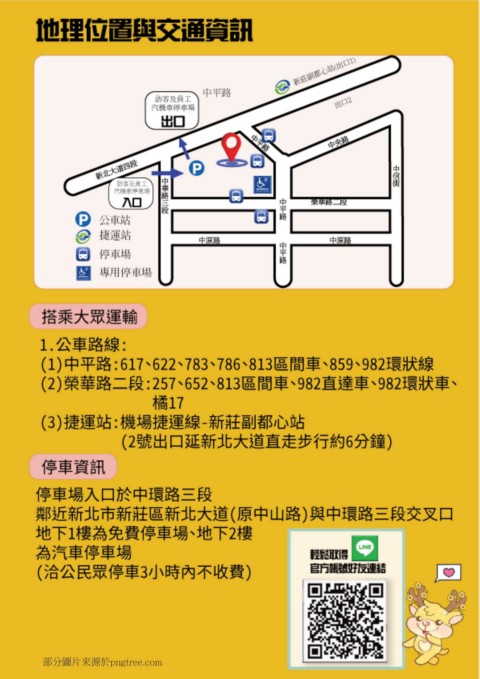 地理位置與交通資訊
新莊副都心站(出口1)
出口2
中平路
訪客及員工
汽機車停車場
出口
新北大道四段
訪客及員工
汽機車停車場
入口
P
中平路
中央路
中信街
中華路三段
中平路
榮華路二段
中原路
中原路
中平路
P 公車站
捷運站
停車場
專用停車場
搭乘大眾運輸
1.公車路線:
(1)中平路:617、622、783、786、813區間車、859、982環狀線
(2)榮華路二段:257、652、813區間車、982直達車、982環狀車、
橘17
(3)捷運站:機場捷運線-新莊副都心站
(2號出口延新北大道直走步行約6分鐘)
停車資訊
停車場入口於中環路三段
鄰近新北市新莊區新北大道(原中山路)與中環路三段交叉口
地下1樓為免費停車場、地下2樓
為汽車停車場
(洽公民眾停車3小時內不收費)
輕鬆取得 LINE
官方帳號好友連結
部分圖片來源於pngtree.com